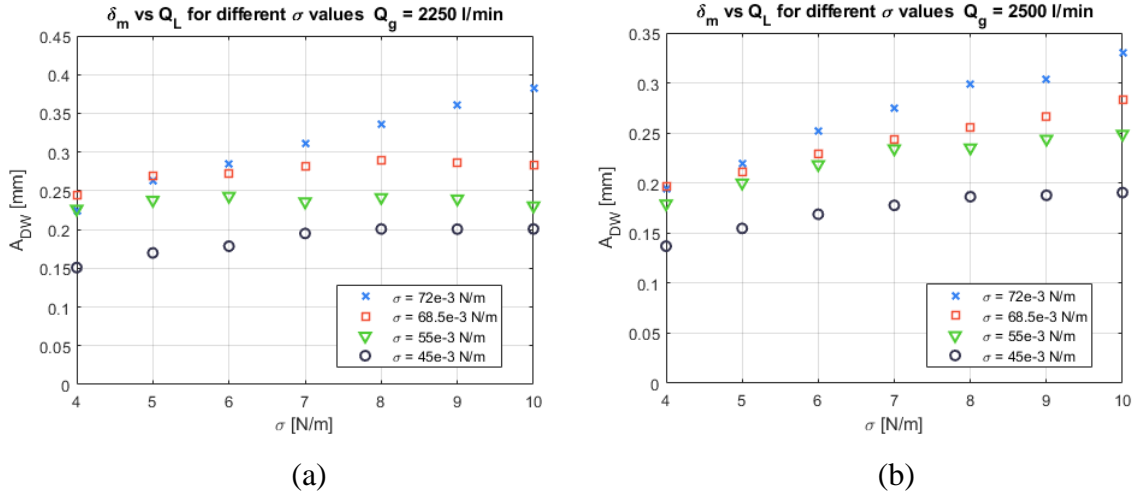 δm vs QL for different σ values Qg = 2250 l/min
0.45
0.4
0.35
0.3
0.25
0.2
0.15
0.1
0.05
0
ADW [mm]
4 5 6 7 8 9 10
σ [N/m]
σ = 72e-3 N/m
σ = 68.5e-3 N/m
σ = 55e-3 N/m
σ = 45e-3 N/m
(a)
δm vs QL for different σ values Qg = 2500 l/min
0.35
0.3
0.25
0.2
0.15
0.1
0.05
0
ADW [mm]
4 5 6 7 8 9 10
σ [N/m]
σ = 72e-3 N/m
σ = 68.5e-3 N/m
σ = 55e-3 N/m
σ = 45e-3 N/m
(b)